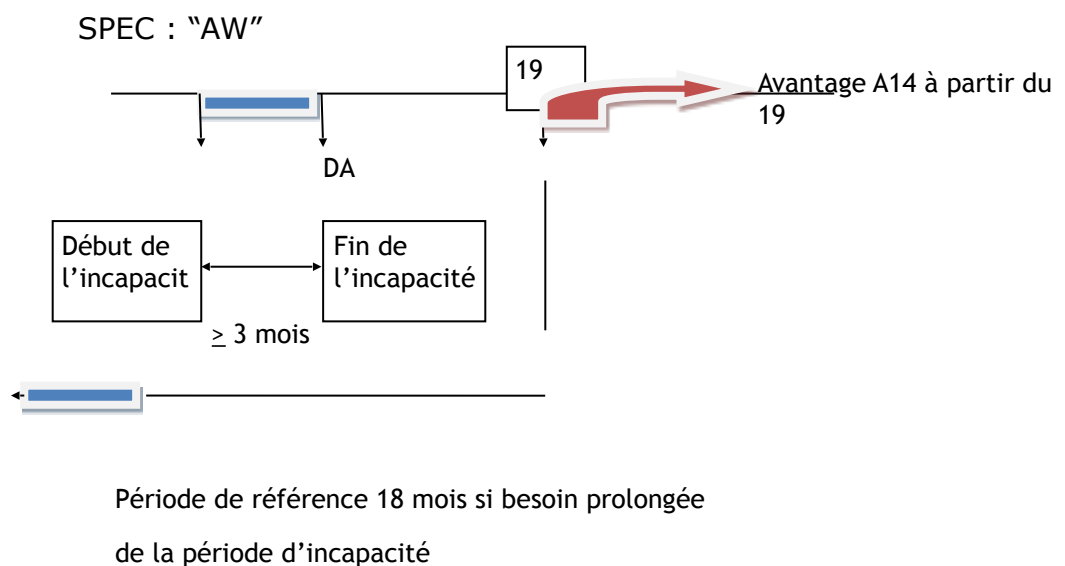 SPEC : “AW”
19
Avantage A14 à partir du
19
DA
Début de
l’incapacit
Fin de
l’incapacité
≥ 3 mois
Période de référence 18 mois si besoin prolongée
de la période d’incapacité